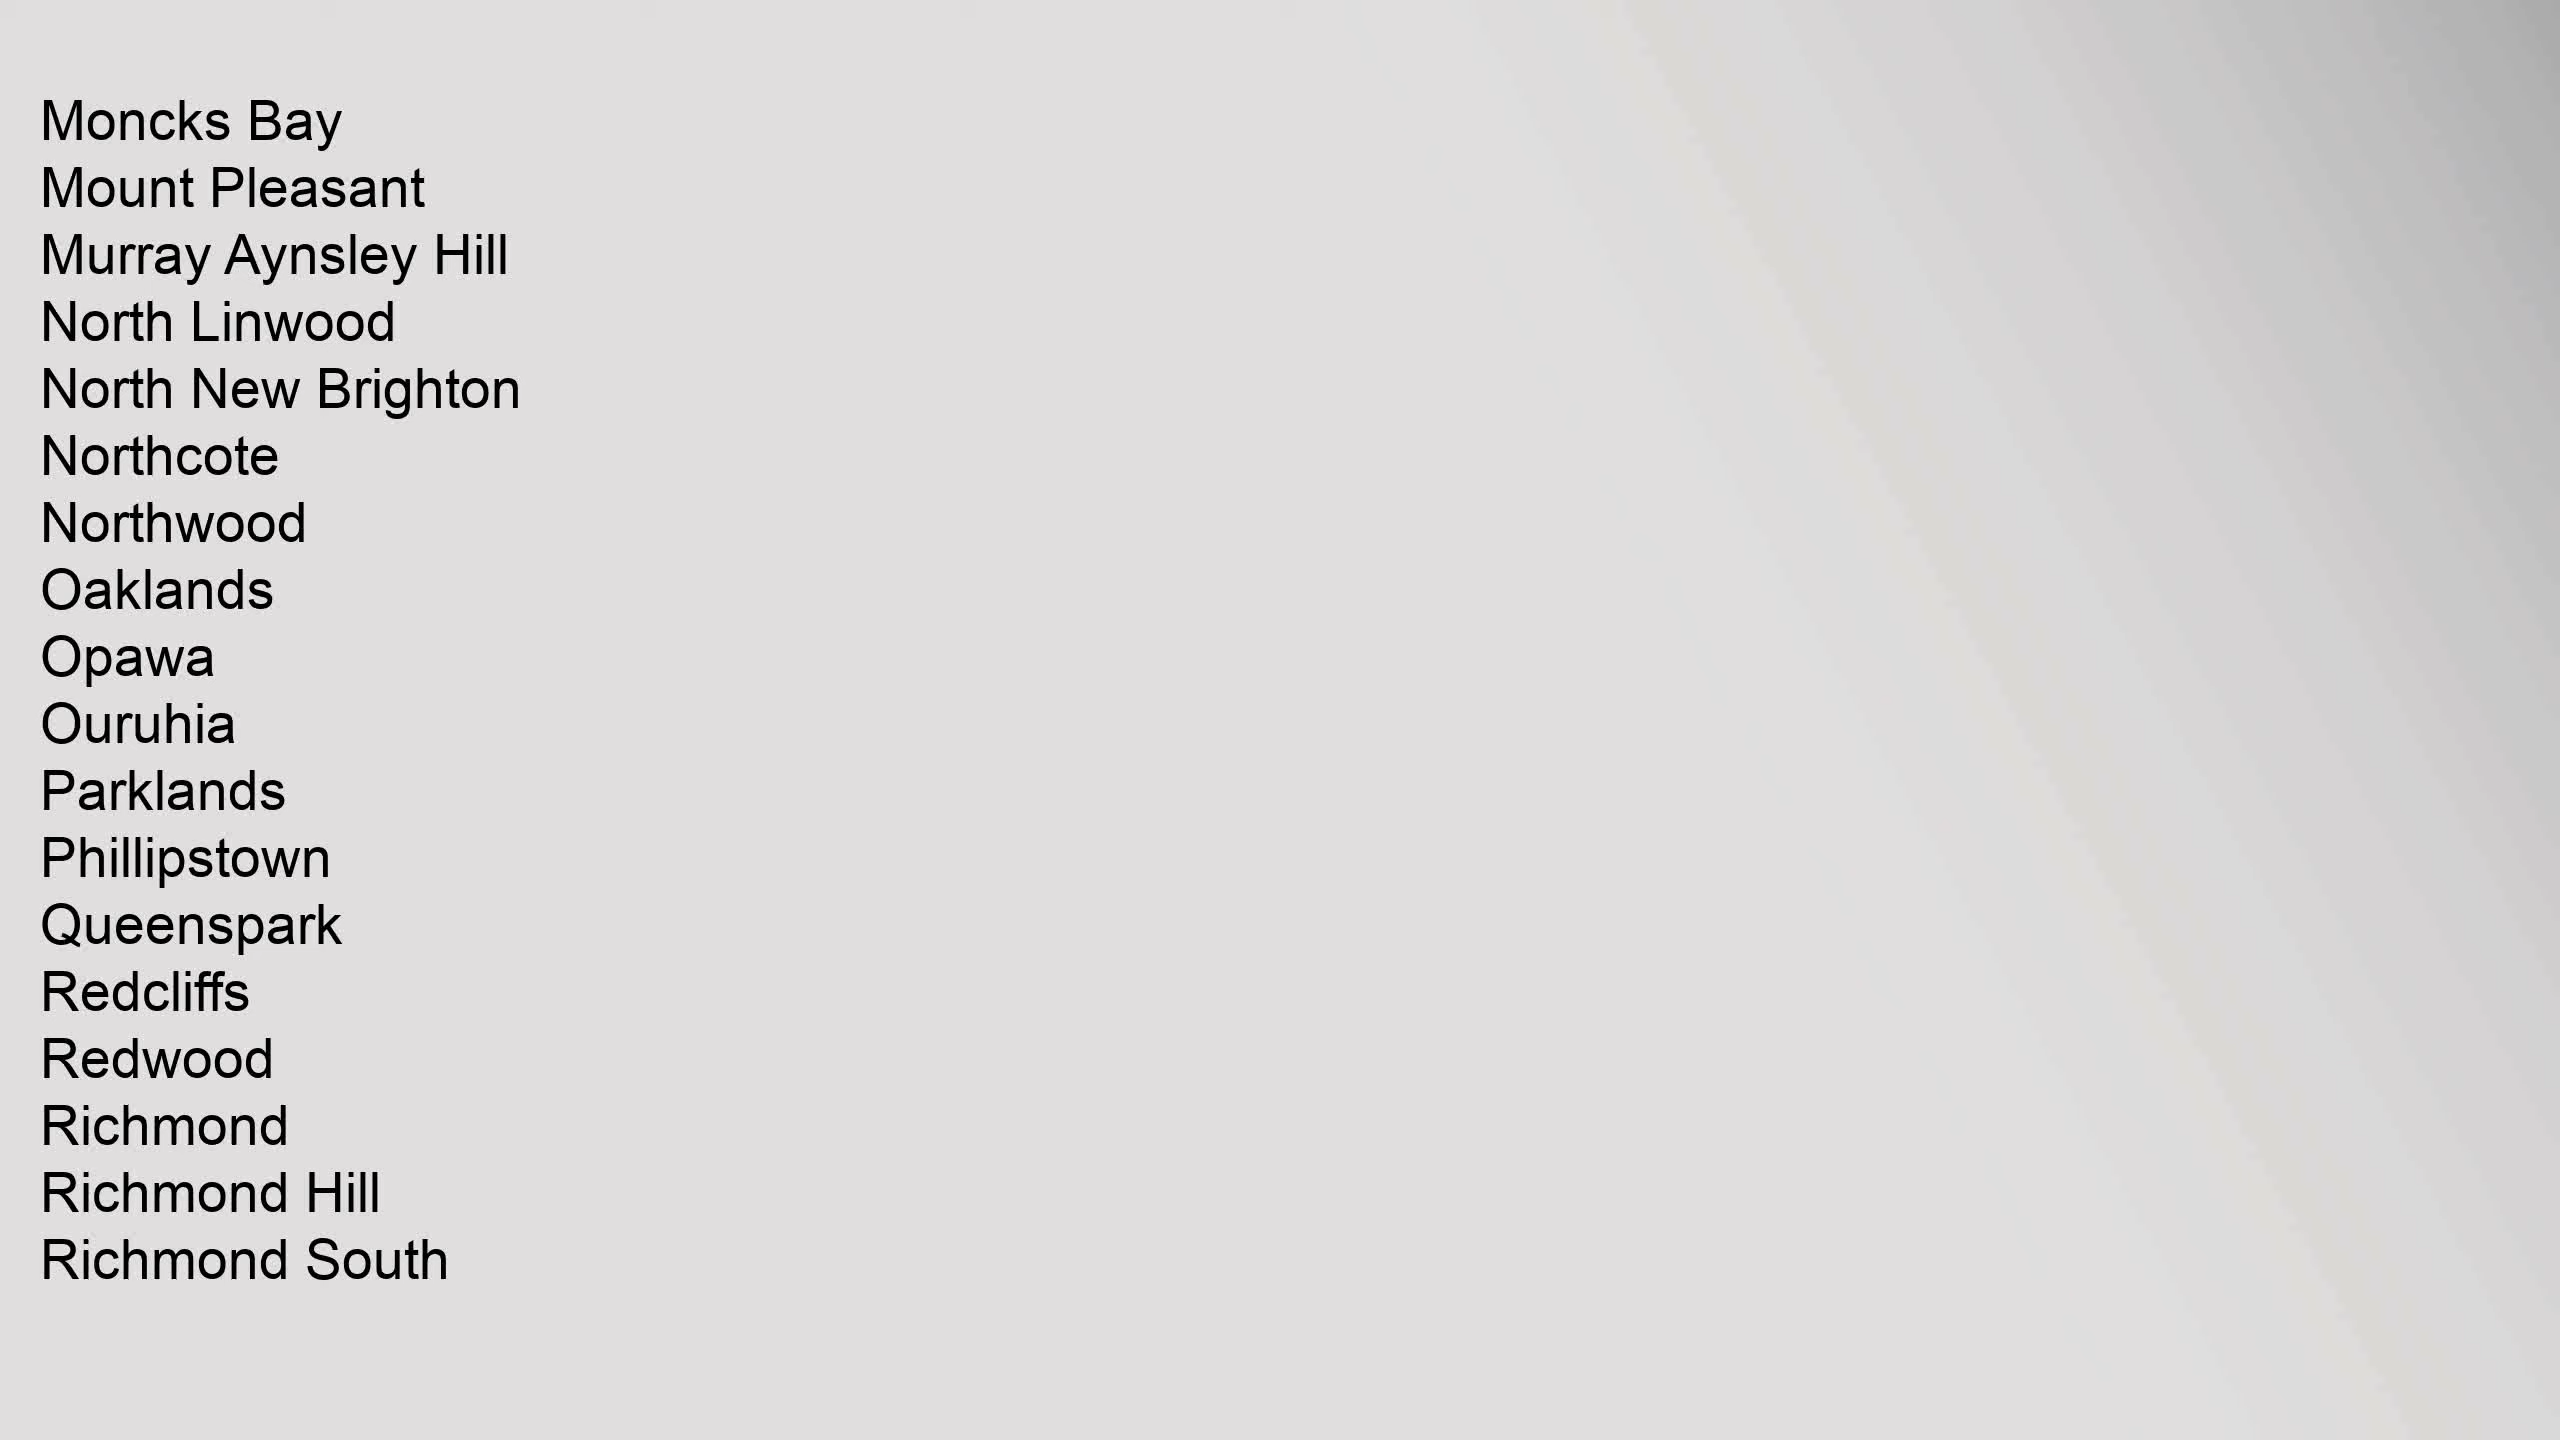 Moncks Bay
Mount Pleasant
Murray Aynsley Hill
North Linwood
North New Brighton
Northcote
Northwood
Oaklands
Opawa
Ouruhia
Parklands
Phillipstown
Queenspark
Redcliffs
Redwood
Richmond
Richmond Hill
Richmond South